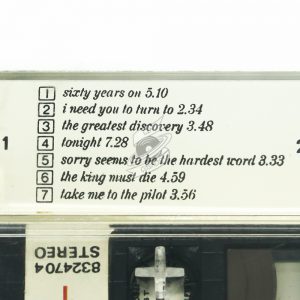 1 sixty years on 5.10
2 i need you to turn to 2.34
3 the greatest discovery 3.48
4 tonight 7.28
5 sorry seems to be the hardest word 3.33
6 the king must die 4.59
7 take me to the pilot 3.56
1
2
8324704
STEREO